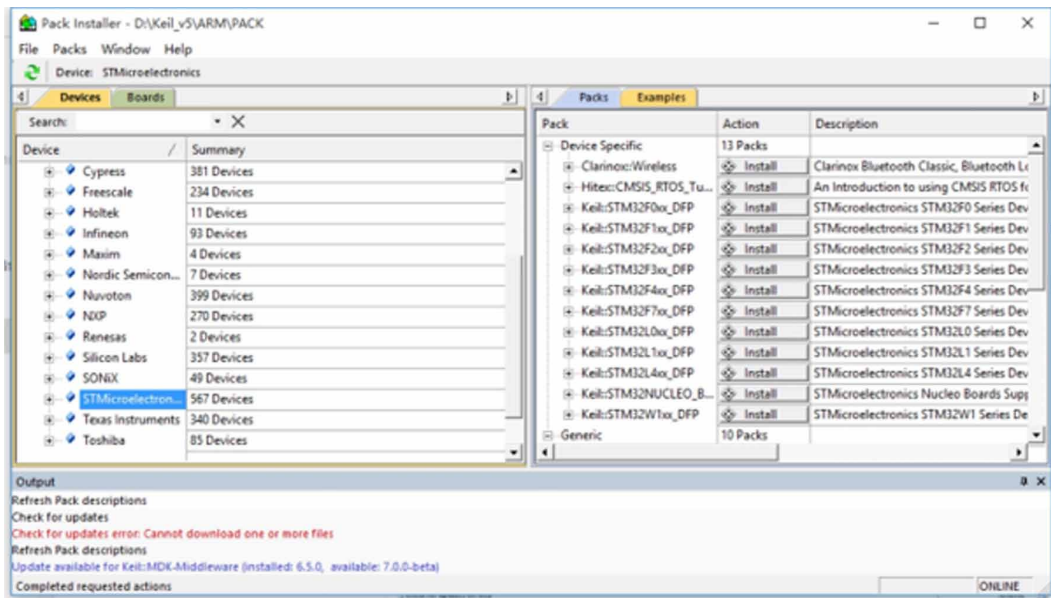 Pack Installer - D:\Keil_v5\ARM\PACK
File Packs Window Help
Device: STMicroelectronics
Devices Boards
Search:
Device / Summary
Cypress 381 Devices
Freescale 234 Devices
Holtek 11 Devices
Infineon 93 Devices
Maxim 4 Devices
Nordic Semicon... 7 Devices
Nuvoton 399 Devices
NXP 270 Devices
Renesas 2 Devices
Silicon Labs 357 Devices
SONiX 49 Devices
STMicroelectron... 567 Devices
Texas Instruments 340 Devices
Toshiba 85 Devices
Packs Examples
Pack Action Description
Device Specific 13 Packs
Clarinox::Wireless Install Clarinox Bluetooth Classic, Bluetooth Lo
Hitex::CMSIS_RTOS_Tu... Install An Introduction to using CMSIS RTOS fo
Keil::STM32F0xx_DFP Install STMicroelectronics STM32F0 Series Dev
Keil::STM32F1xx_DFP Install STMicroelectronics STM32F1 Series Dev
Keil::STM32F2xx_DFP Install STMicroelectronics STM32F2 Series Dev
Keil::STM32F3xx_DFP Install STMicroelectronics STM32F3 Series Dev
Keil::STM32F4xx_DFP Install STMicroelectronics STM32F4 Series Dev
Keil::STM32F7xx_DFP Install STMicroelectronics STM32F7 Series Dev
Keil::STM32L0xx_DFP Install STMicroelectronics STM32L0 Series Dev
Keil::STM32L1xx_DFP Install STMicroelectronics STM32L1 Series Dev
Keil::STM32L4xx_DFP Install STMicroelectronics STM32L4 Series Dev
Keil::STM32NUCLEO_B... Install STMicroelectronics Nucleo Boards Supp
Keil::STM32W1xx_DFP Install STMicroelectronics STM32W1 Series De
Generic 10 Packs
Output
Refresh Pack descriptions
Check for updates
Check for updates error: Cannot download one or more files
Refresh Pack descriptions
Update available for Keil::MDK-Middleware (installed: 6.5.0, available: 7.0.0-beta)
Completed requested actions ONLINE